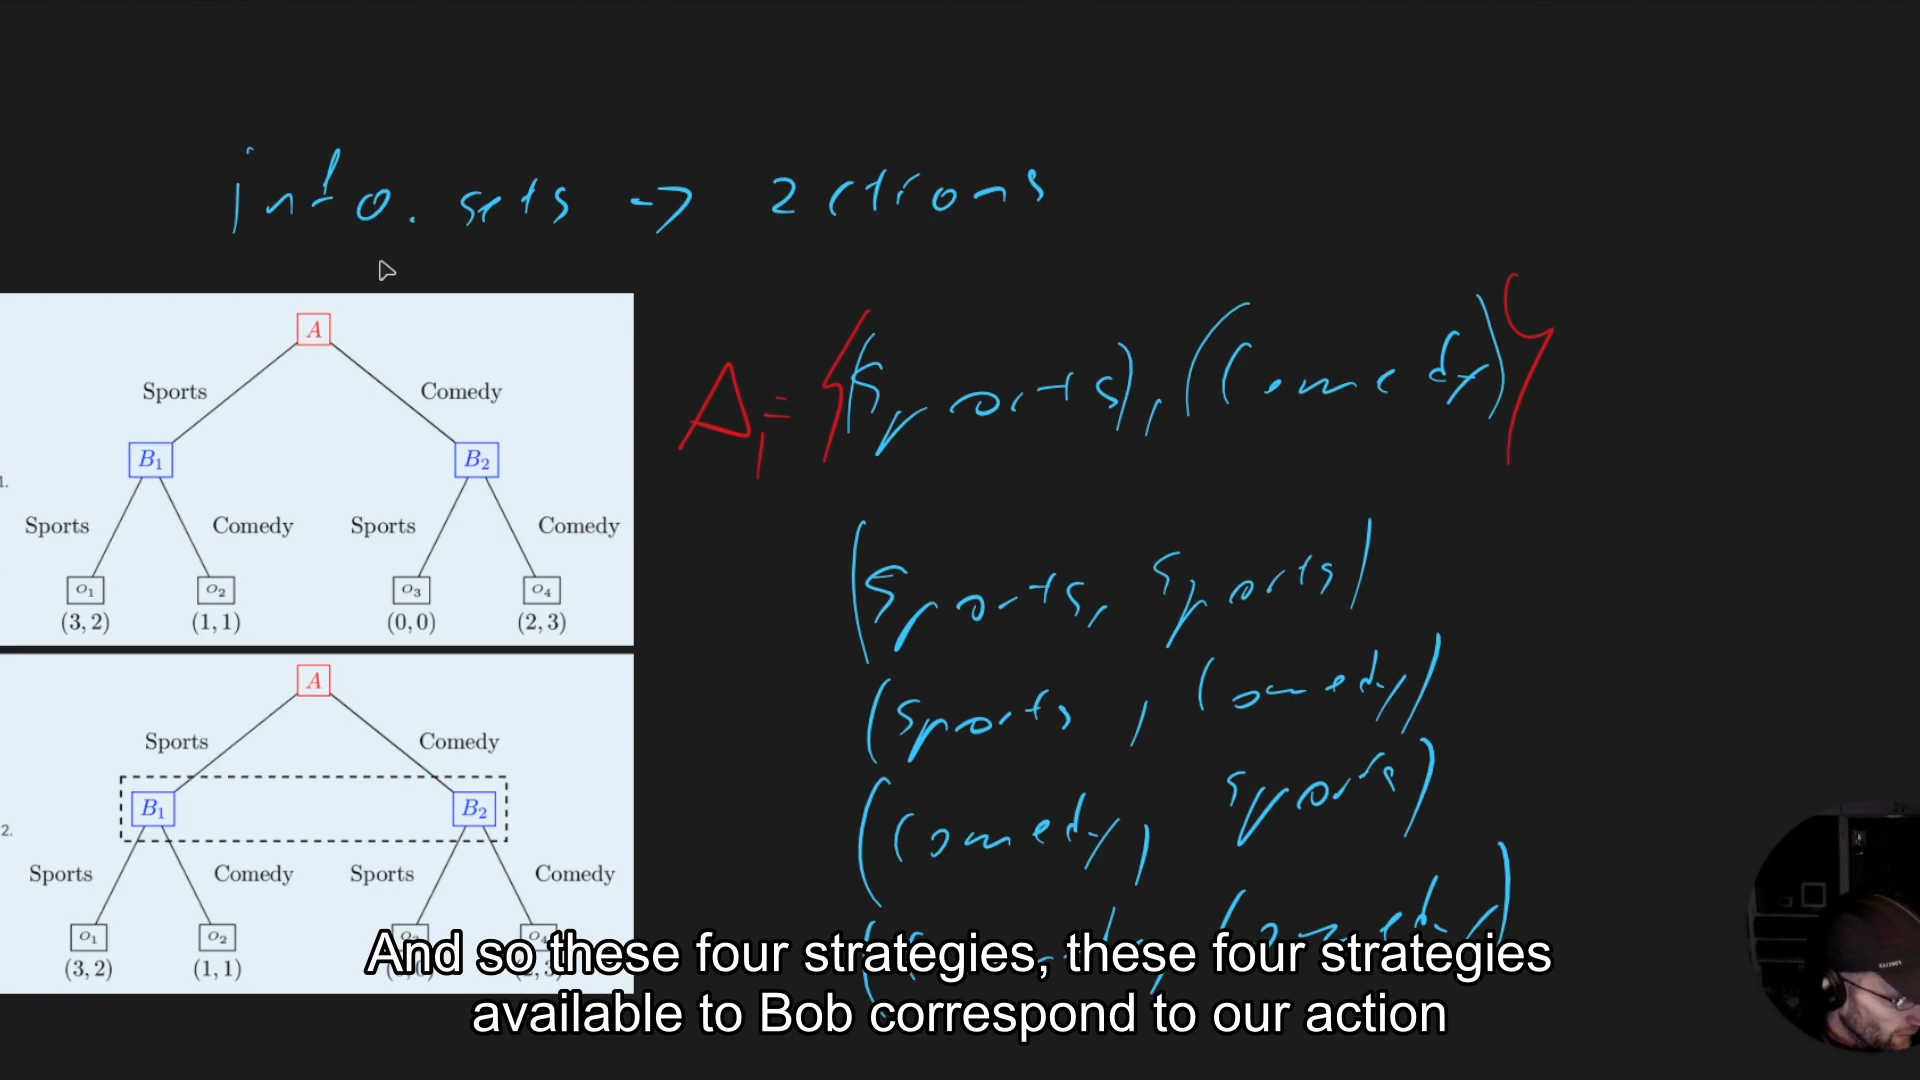 info. sets -> actions
A
Sports Comedy
B1 B2
1.
Sports Comedy Sports Comedy
o1 o2 o3 o4
(3, 2) (1, 1) (0, 0) (2, 3)
A1 = {(Sports), (Comedy)}
(Sports, Sports)
(Sports, Comedy)
(Comedy, Sports)
Comedy)
A
Sports Comedy
B1 B2
2.
Sports Comedy Sports Comedy
o1 o2
(3, 2) (1, 1)
And so these four strategies, these four strategies
available to Bob correspond to our action